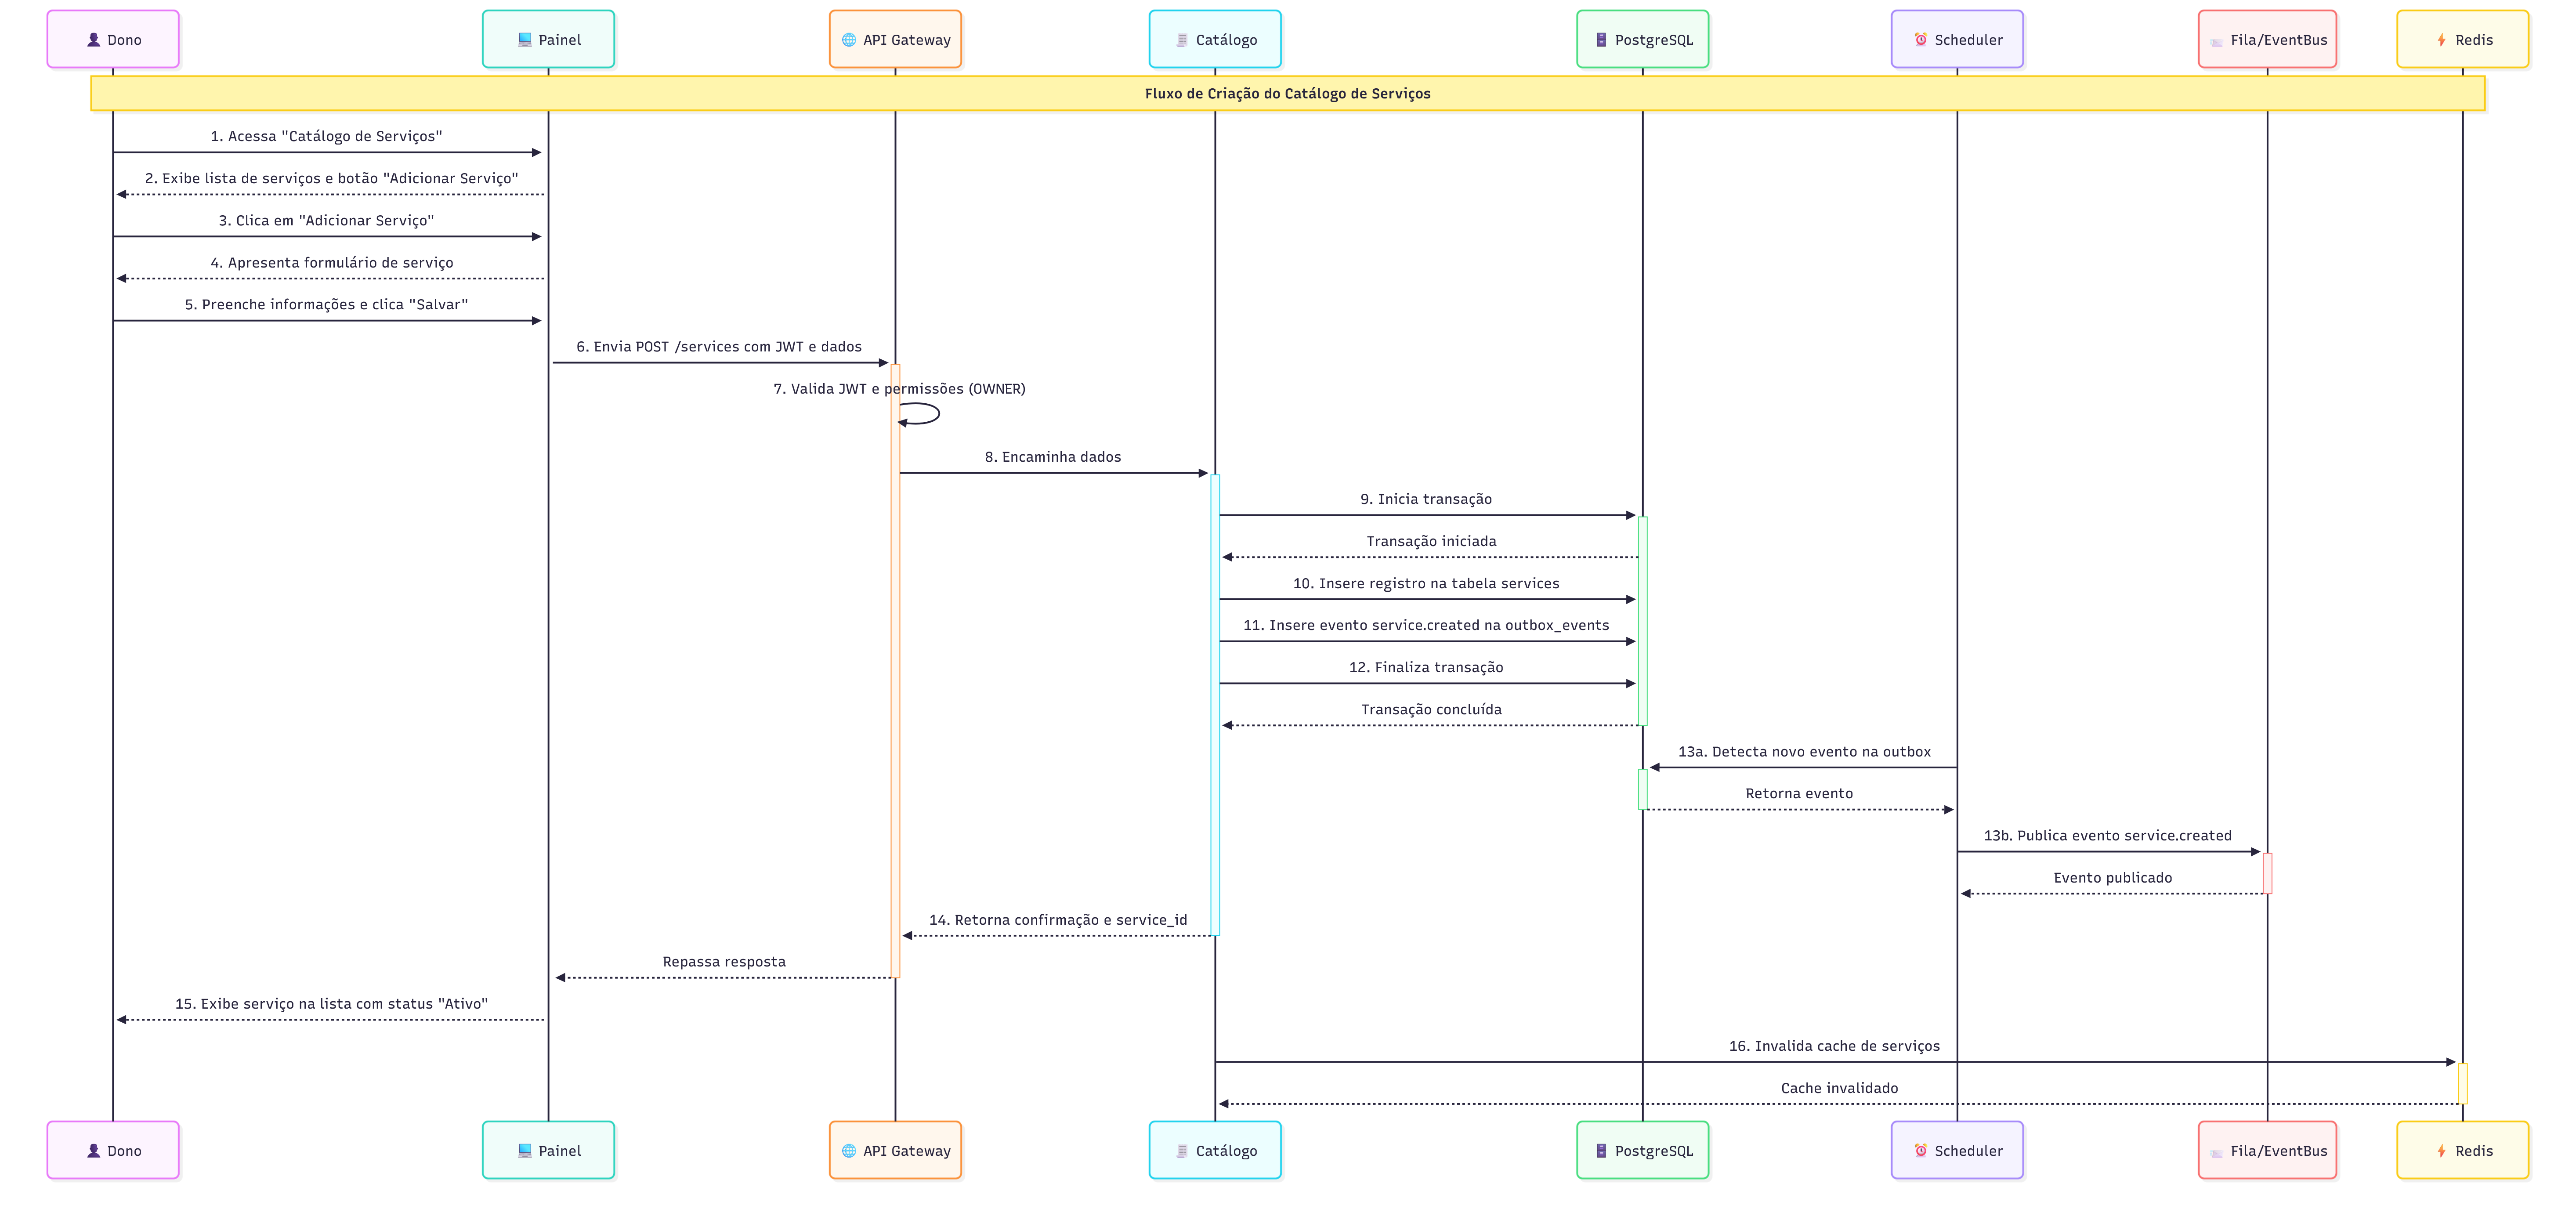 Dono
Painel
API Gateway
Catálogo
PostgreSQL
Scheduler
Fila/EventBus
Redis
Fluxo de Criação do Catálogo de Serviços
1. Acessa "Catálogo de Serviços"
2. Exibe lista de serviços e botão "Adicionar Serviço"
3. Clica em "Adicionar Serviço"
4. Apresenta formulário de serviço
5. Preenche informações e clica "Salvar"
6. Envia POST /services com JWT e dados
7. Valida JWT e permissões (OWNER)
8. Encaminha dados
9. Inicia transação
Transação iniciada
10. Insere registro na tabela services
11. Insere evento service.created na outbox_events
12. Finaliza transação
Transação concluída
13a. Detecta novo evento na outbox
Retorna evento
13b. Publica evento service.created
Evento publicado
14. Retorna confirmação e service_id
Repassa resposta
15. Exibe serviço na lista com status "Ativo"
16. Invalida cache de serviços
Cache invalidado
Dono
Painel
API Gateway
Catálogo
PostgreSQL
Scheduler
Fila/EventBus
Redis